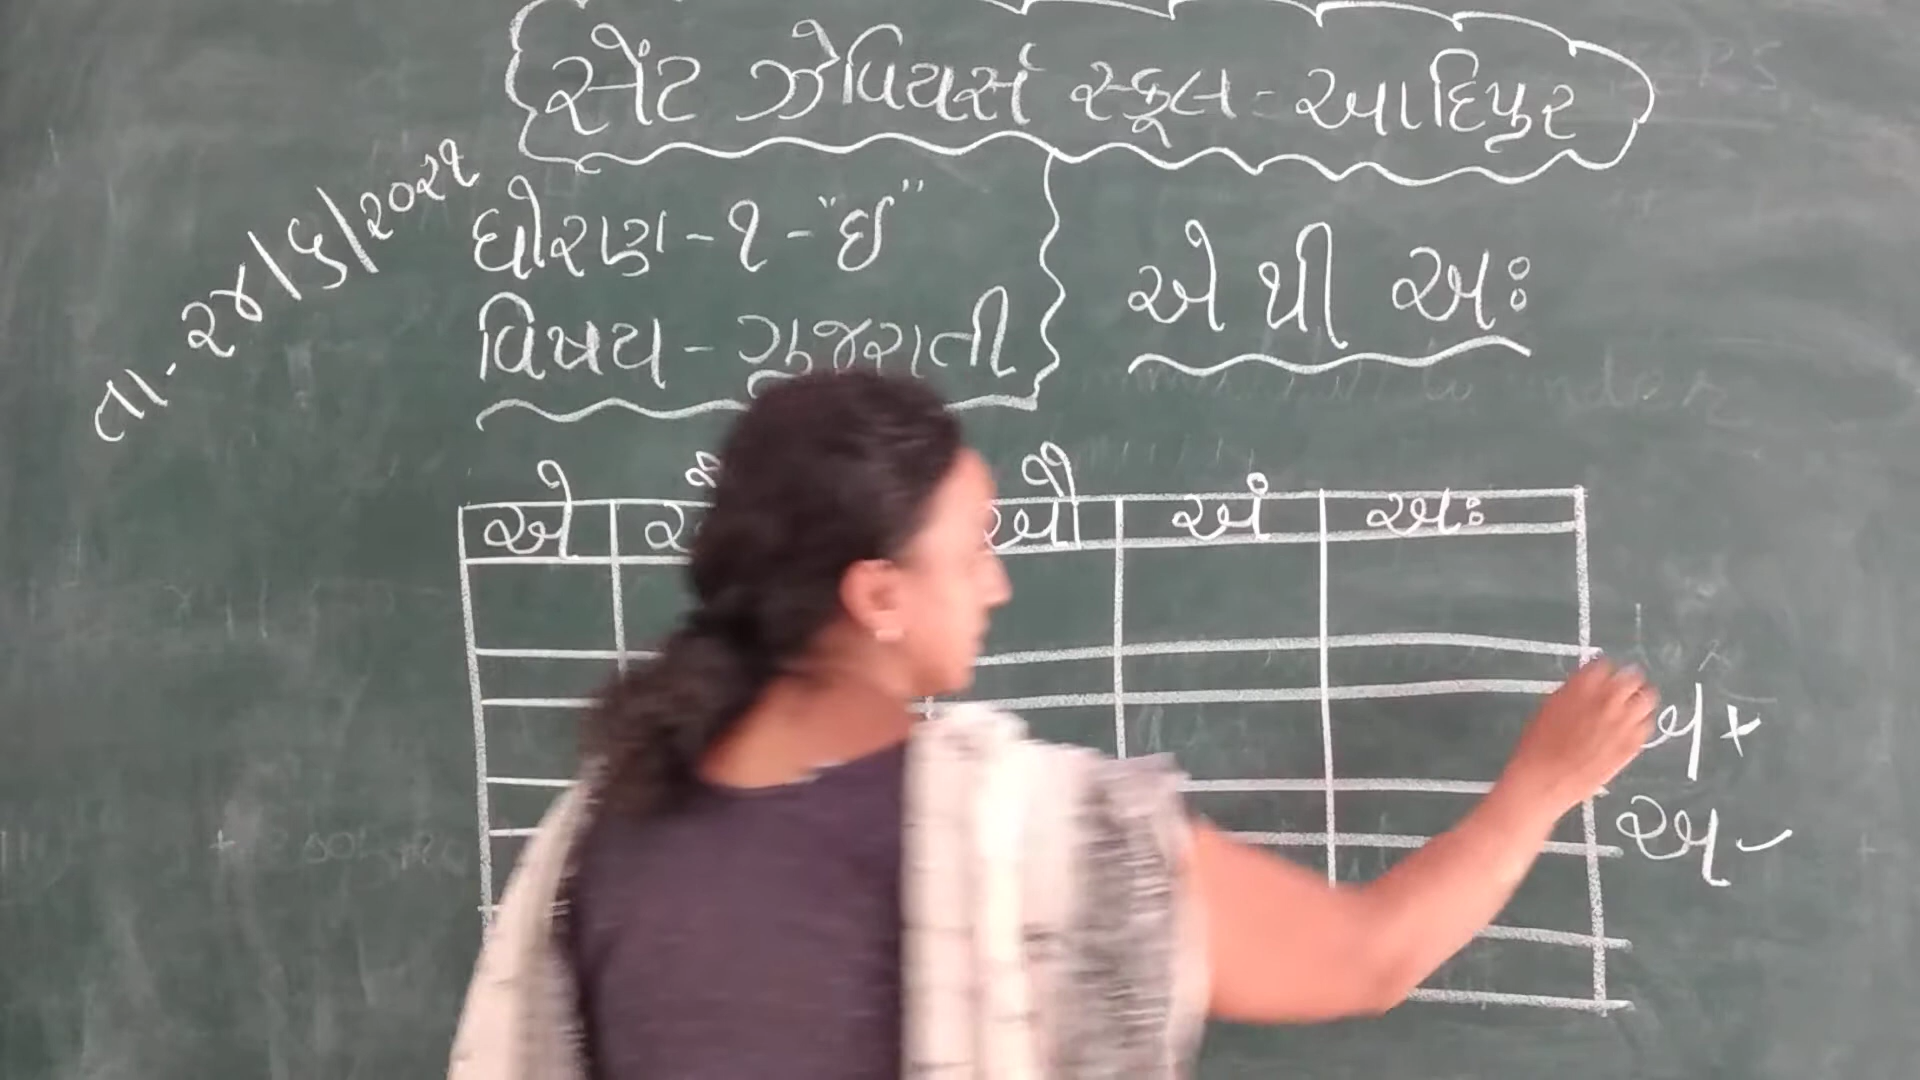 સેંટ ઝેવિયર્સ સ્કૂલ - આદિપુર
તા - ૨૪/૬/૨૦૨૧
ધોરણ - ૧ - "ઇ"
વિષય - ગુજરાતી
એ થી અઃ
એ ઔ અં અઃ